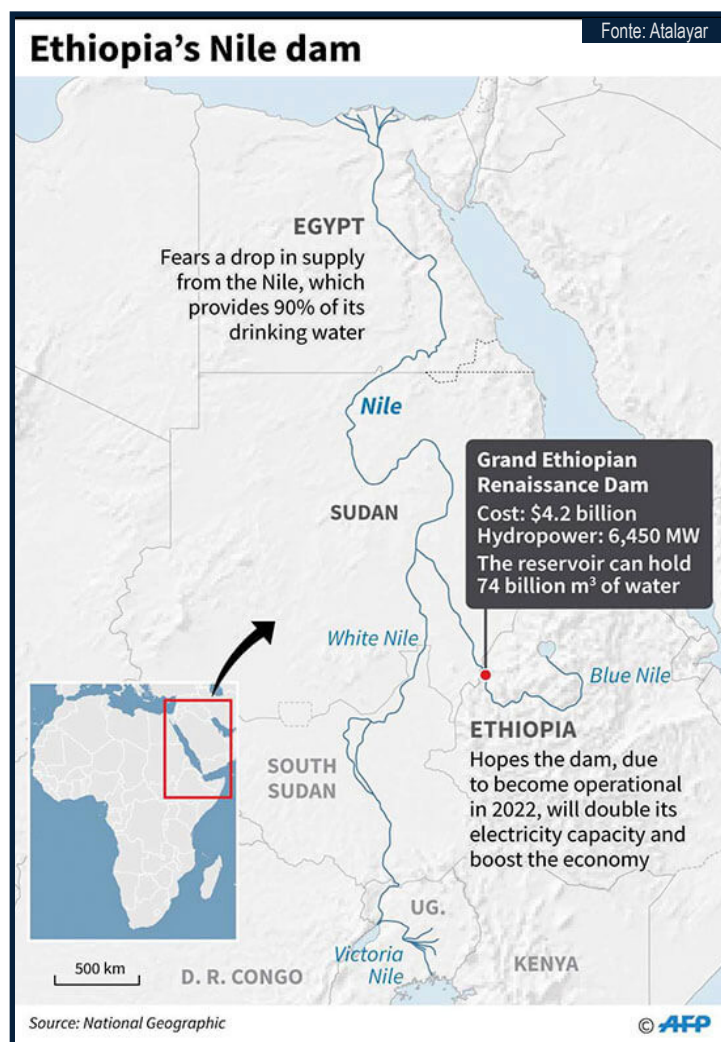 Fonte: Atalayar
Ethiopia's Nile dam
EGYPT
Fears a drop in supply
from the Nile, which
provides 90% of its
drinking water
Nile
Grand Ethiopian
Renaissance Dam
Cost: $4.2 billion
Hydropower: 6,450 MW
The reservoir can hold
74 billion m³ of water
SUDAN
White Nile
Blue Nile
ETHIOPIA
Hopes the dam, due
to become operational
in 2022, will double its
electricity capacity and
boost the economy
SOUTH
SUDAN
UG.
Victoria
Nile
KENYA
D. R. CONGO
500 km
Source: National Geographic
© AFP